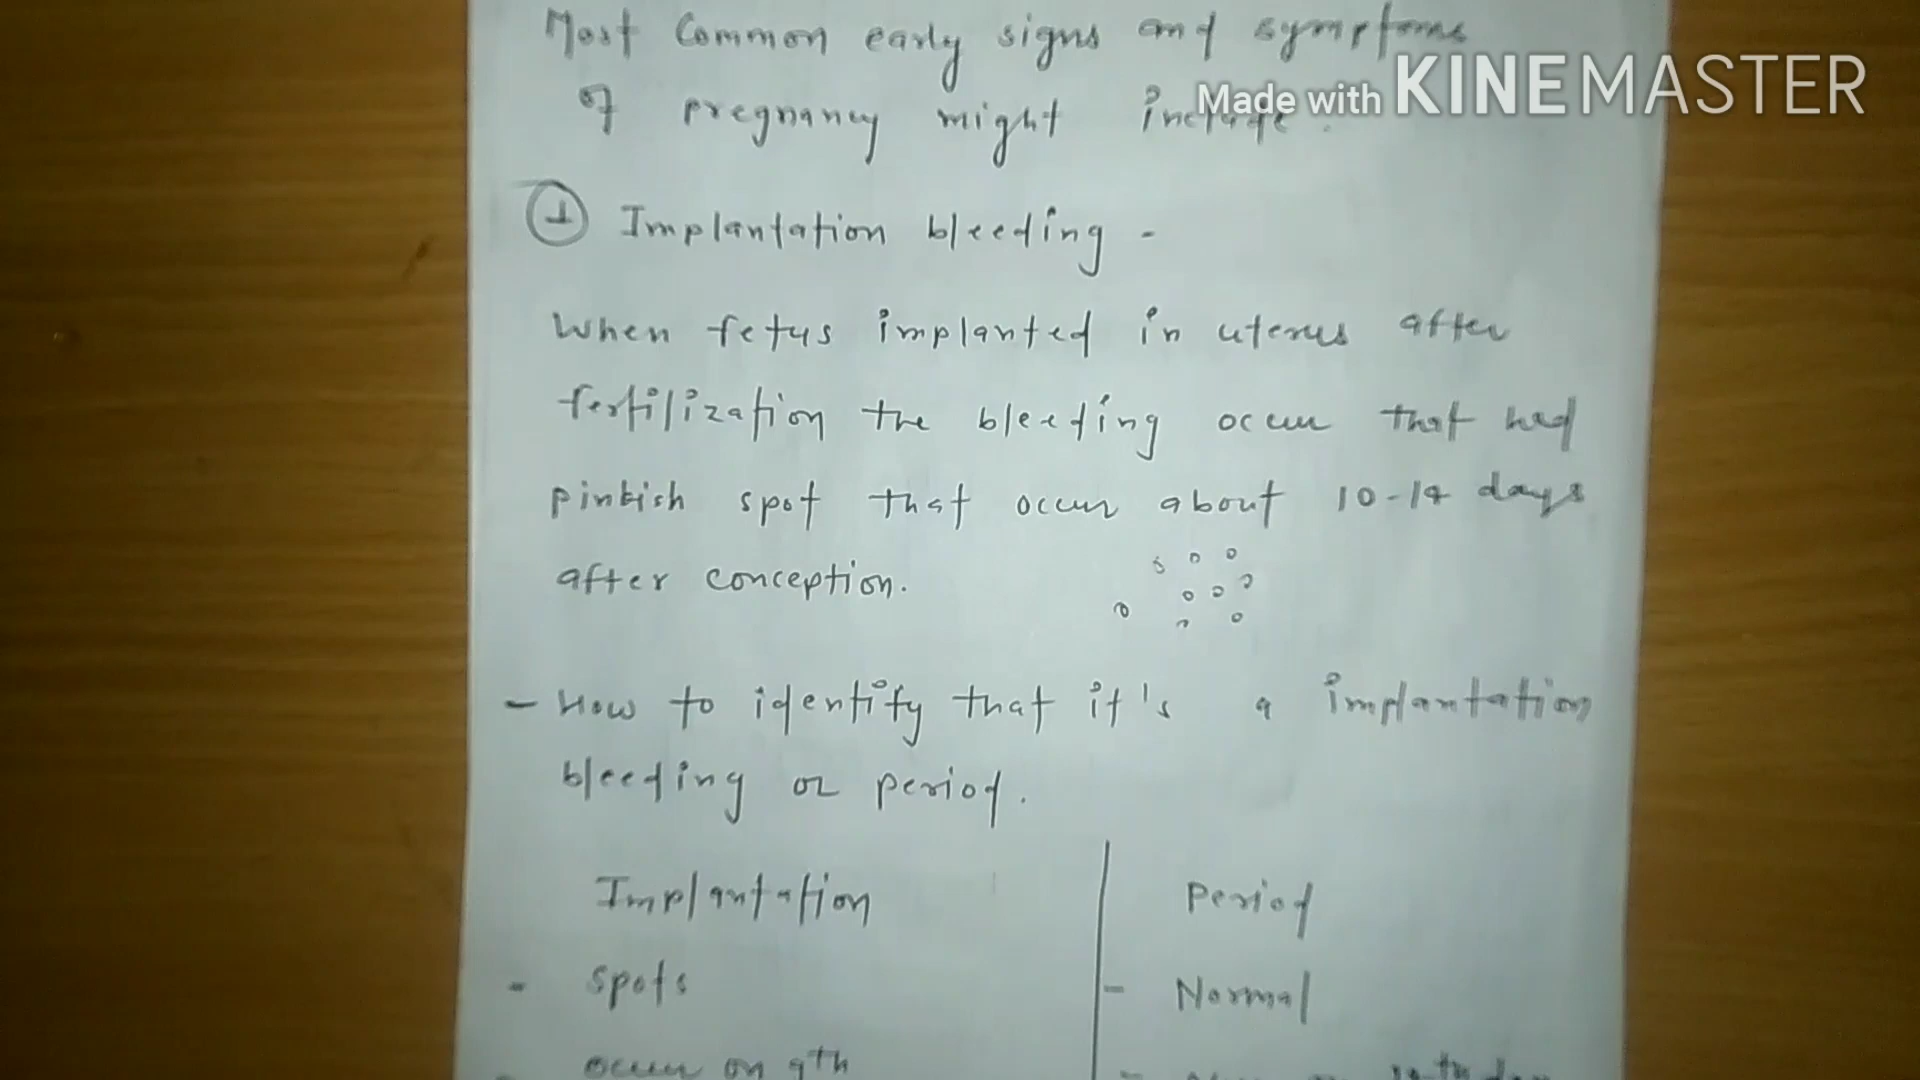 Most Common early signs and symptoms
Made with KINEMASTER
of pregnancy might include.
1 Implantation bleeding -
When fetus implanted in uterus after
fertilization the bleeding occur that had
pinkish spot that occur about 10-14 days
after conception.
- How to identify that it's a implantation
bleeding or period.
Implantation Period
- Spots - Normal
occur on 9th